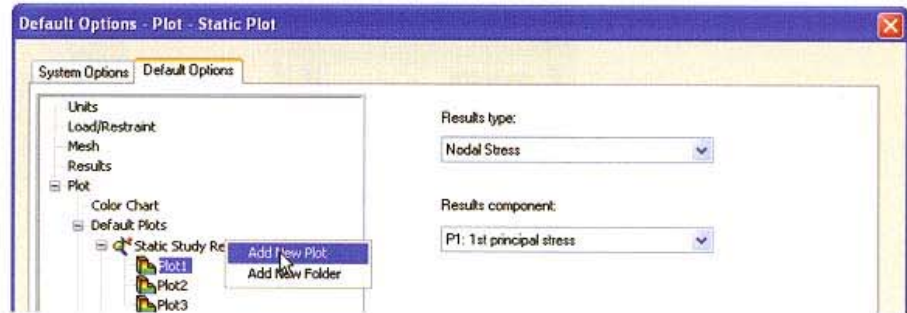 Default Options - Plot - Static Plot
System Options
Default Options
Units
Load/Restraint
Mesh
Results
Plot
Color Chart
Default Plots
Static Study Re
Plot1
Plot2
Plot3
Add New Plot
Add New Folder
Results type:
Nodal Stress
Results component:
P1: 1st principal stress